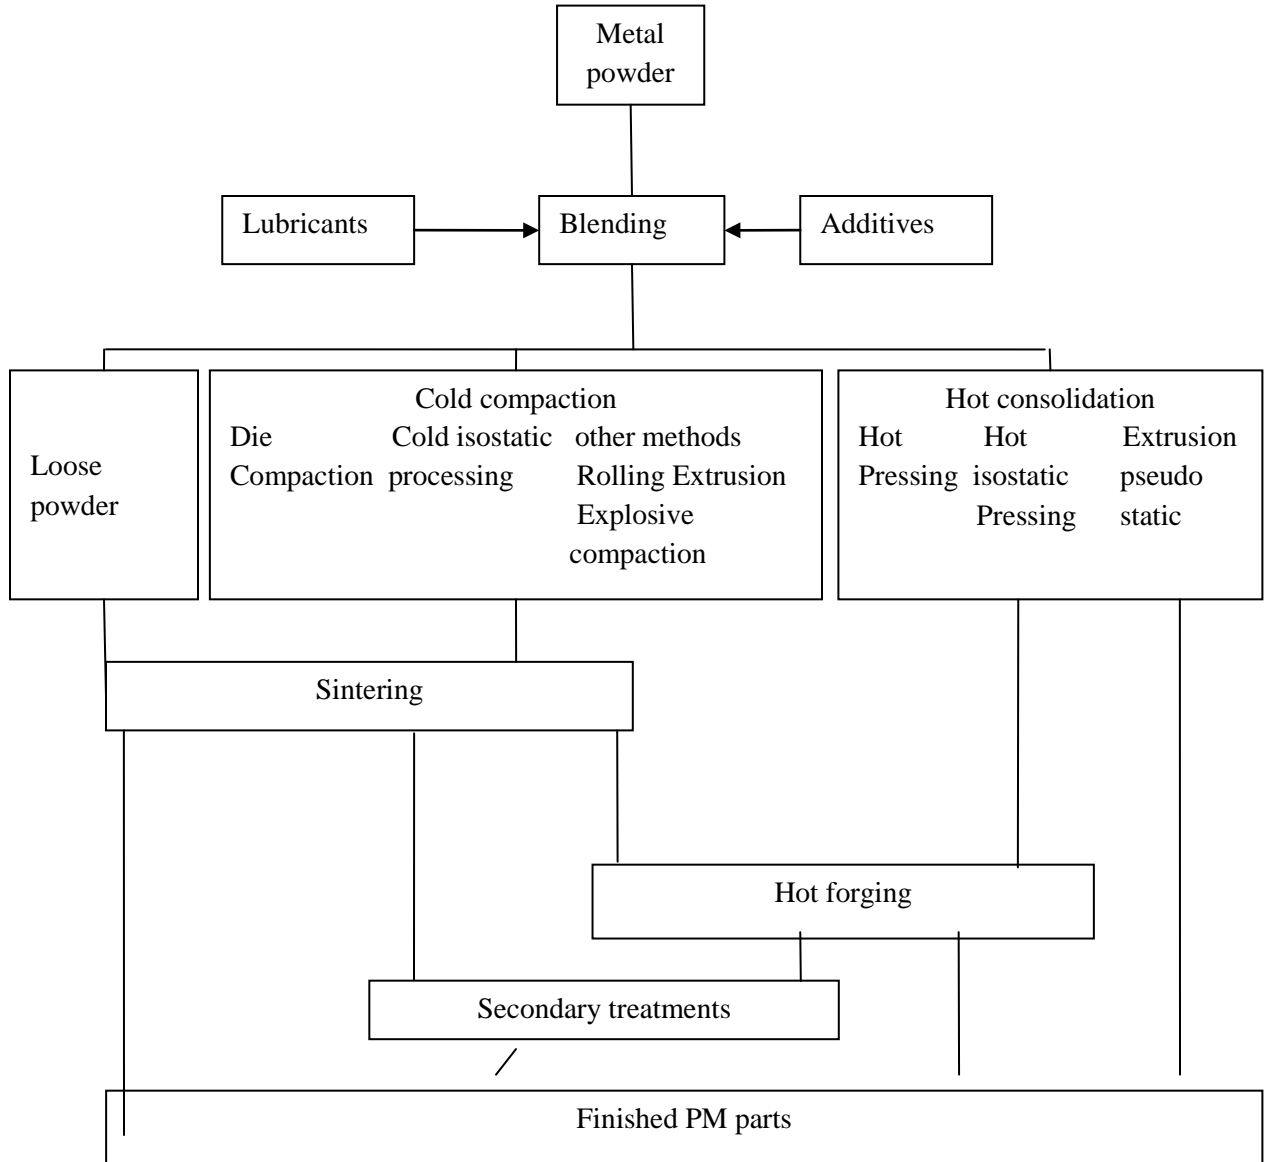 Metal
powder
Lubricants
Blending
Additives
Loose
powder
Cold compaction
Die Cold isostatic other methods
Compaction processing Rolling Extrusion
Explosive
compaction
Hot consolidation
Hot Hot Extrusion
Pressing isostatic pseudo
Pressing static
Sintering
Hot forging
Secondary treatments
Finished PM parts